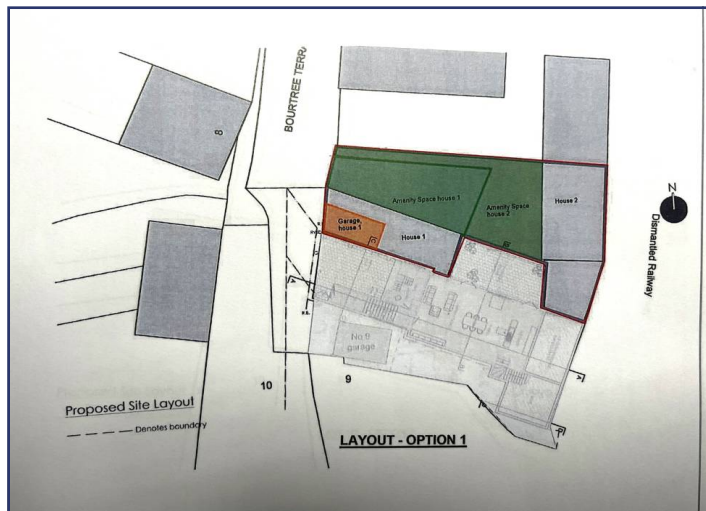 BOURTREE TERRA
8
N
Dismantled Railway
Amenity Space house 1
Amenity Space
house 2
House 2
Garage,
house 1
House 1
No.9
garage
10
9
Proposed Site Layout
Denotes boundary
LAYOUT - OPTION 1